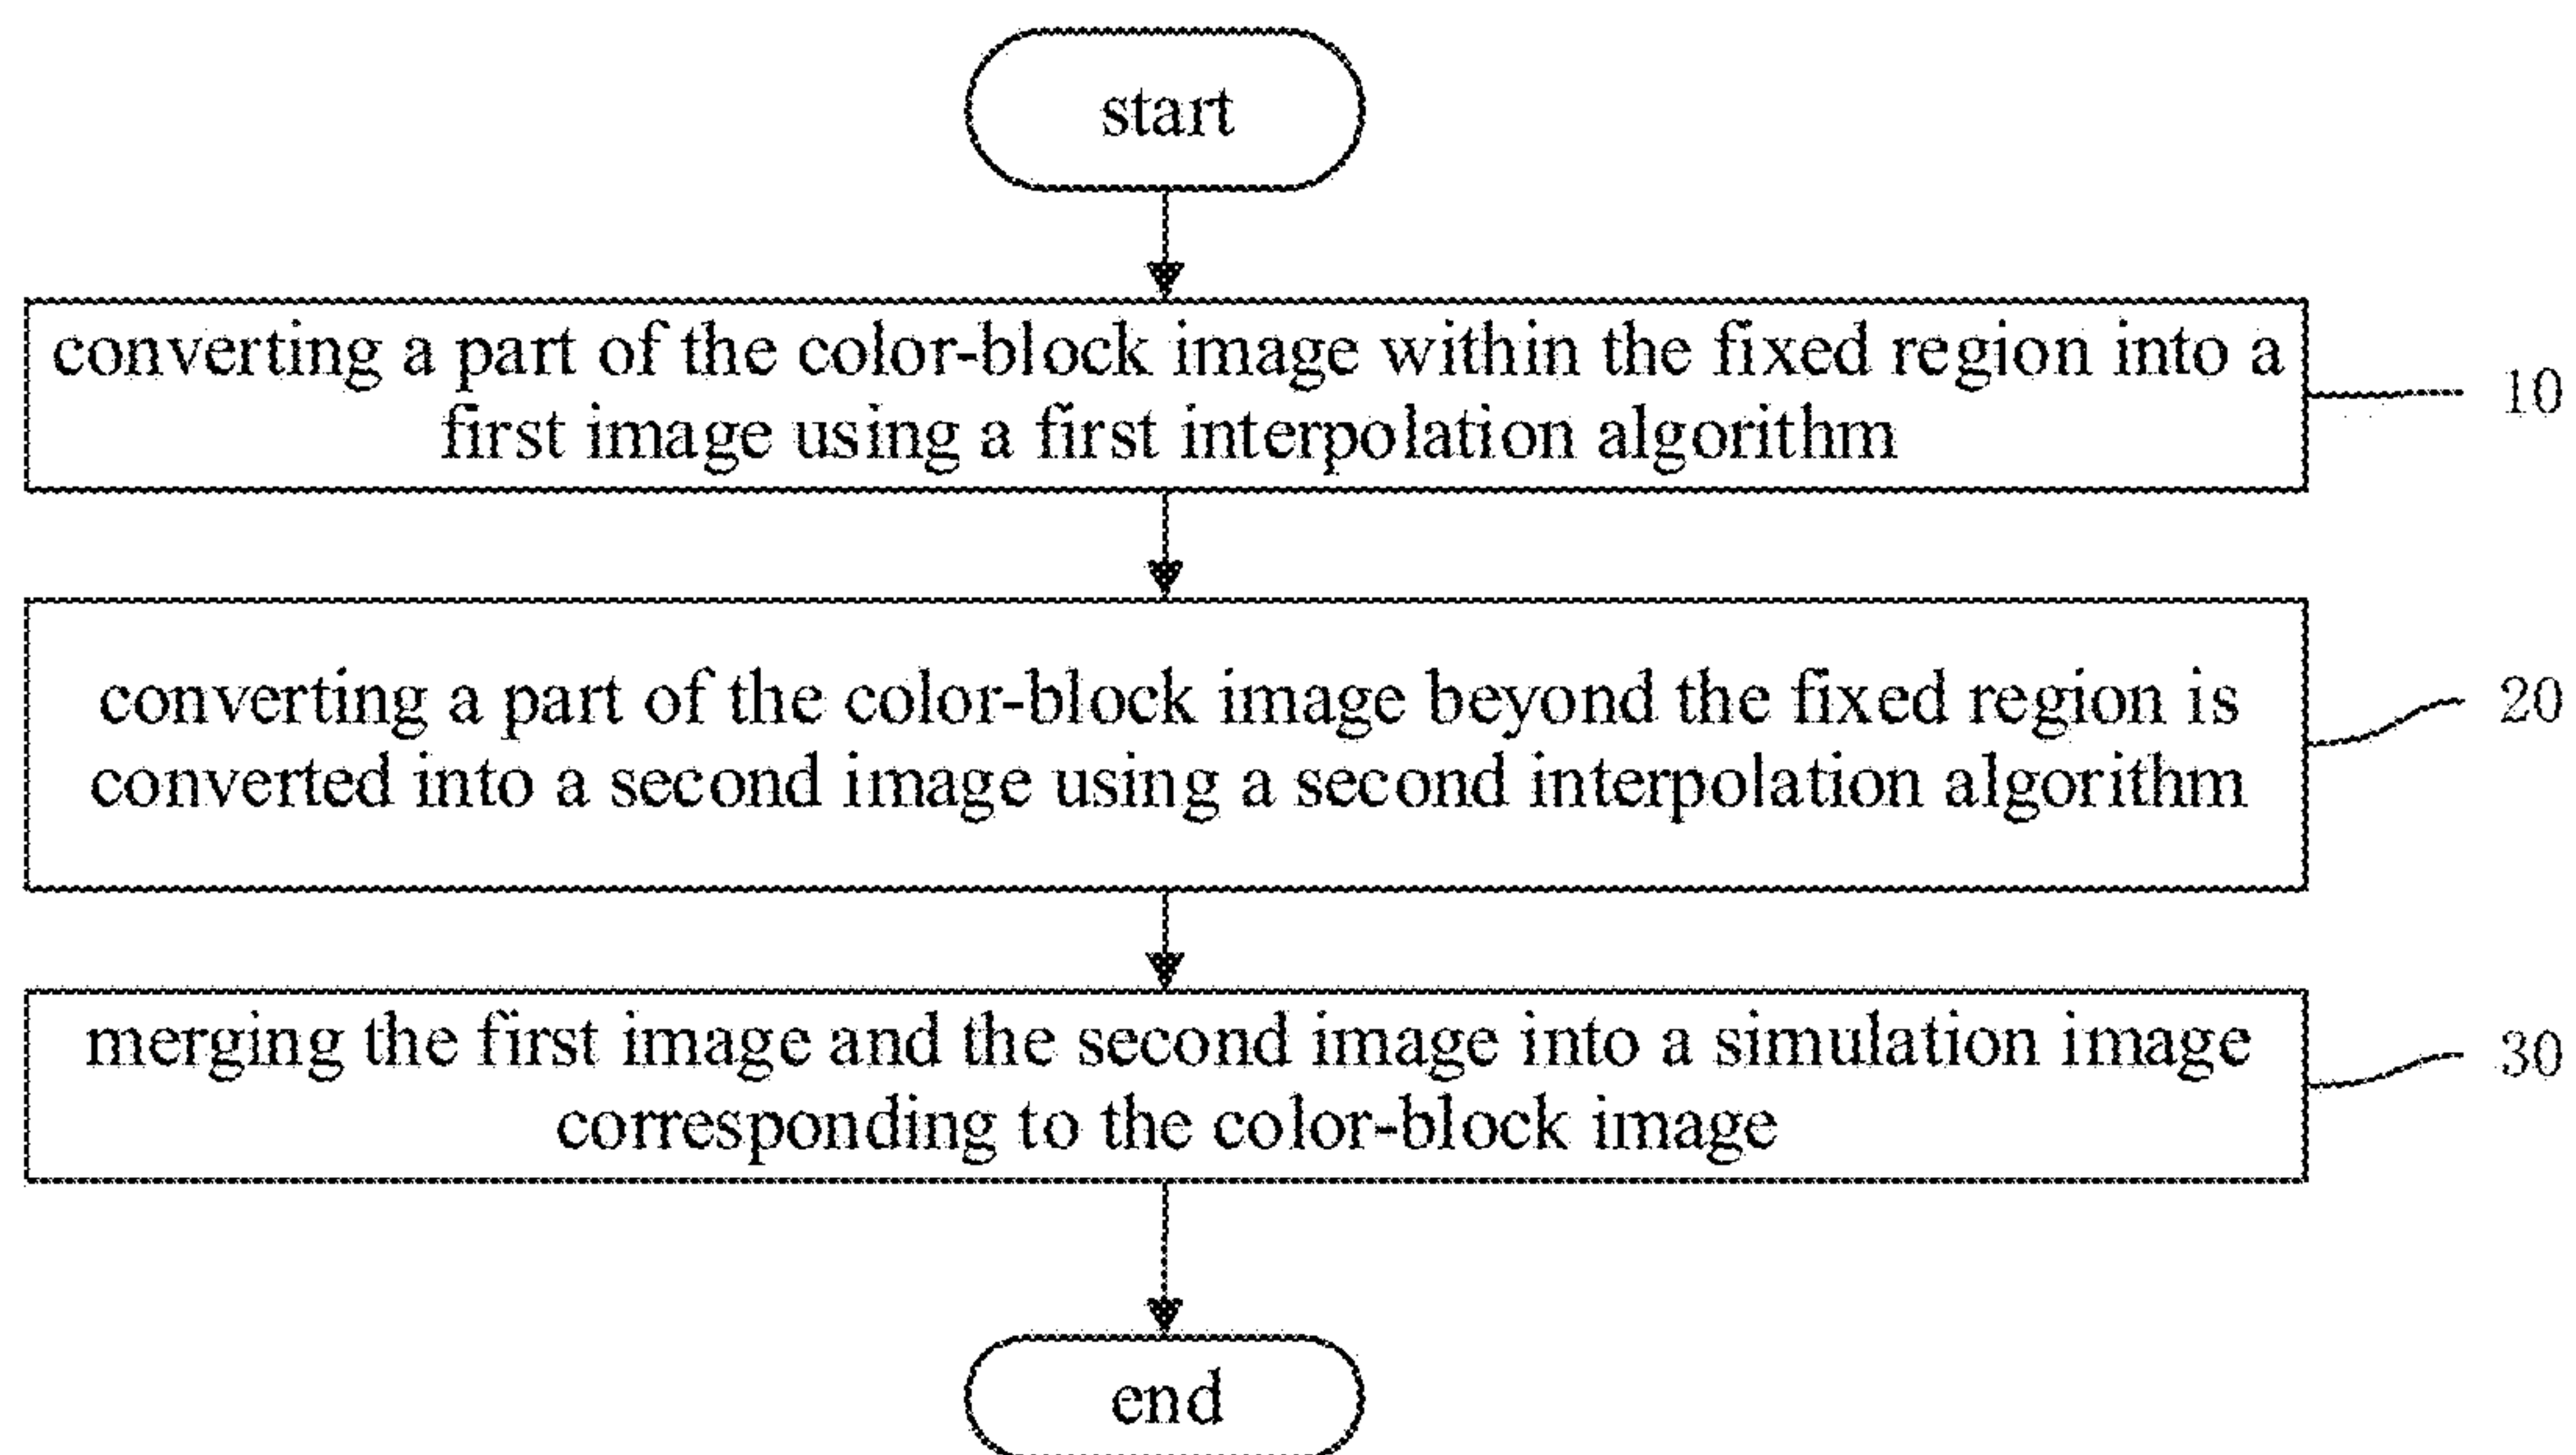 start
converting a part of the color-block image within the fixed region into a
first image using a first interpolation algorithm
10
converting a part of the color-block image beyond the fixed region is
converted into a second image using a second interpolation algorithm
20
merging the first image and the second image into a simulation image
corresponding to the color-block image
30
end